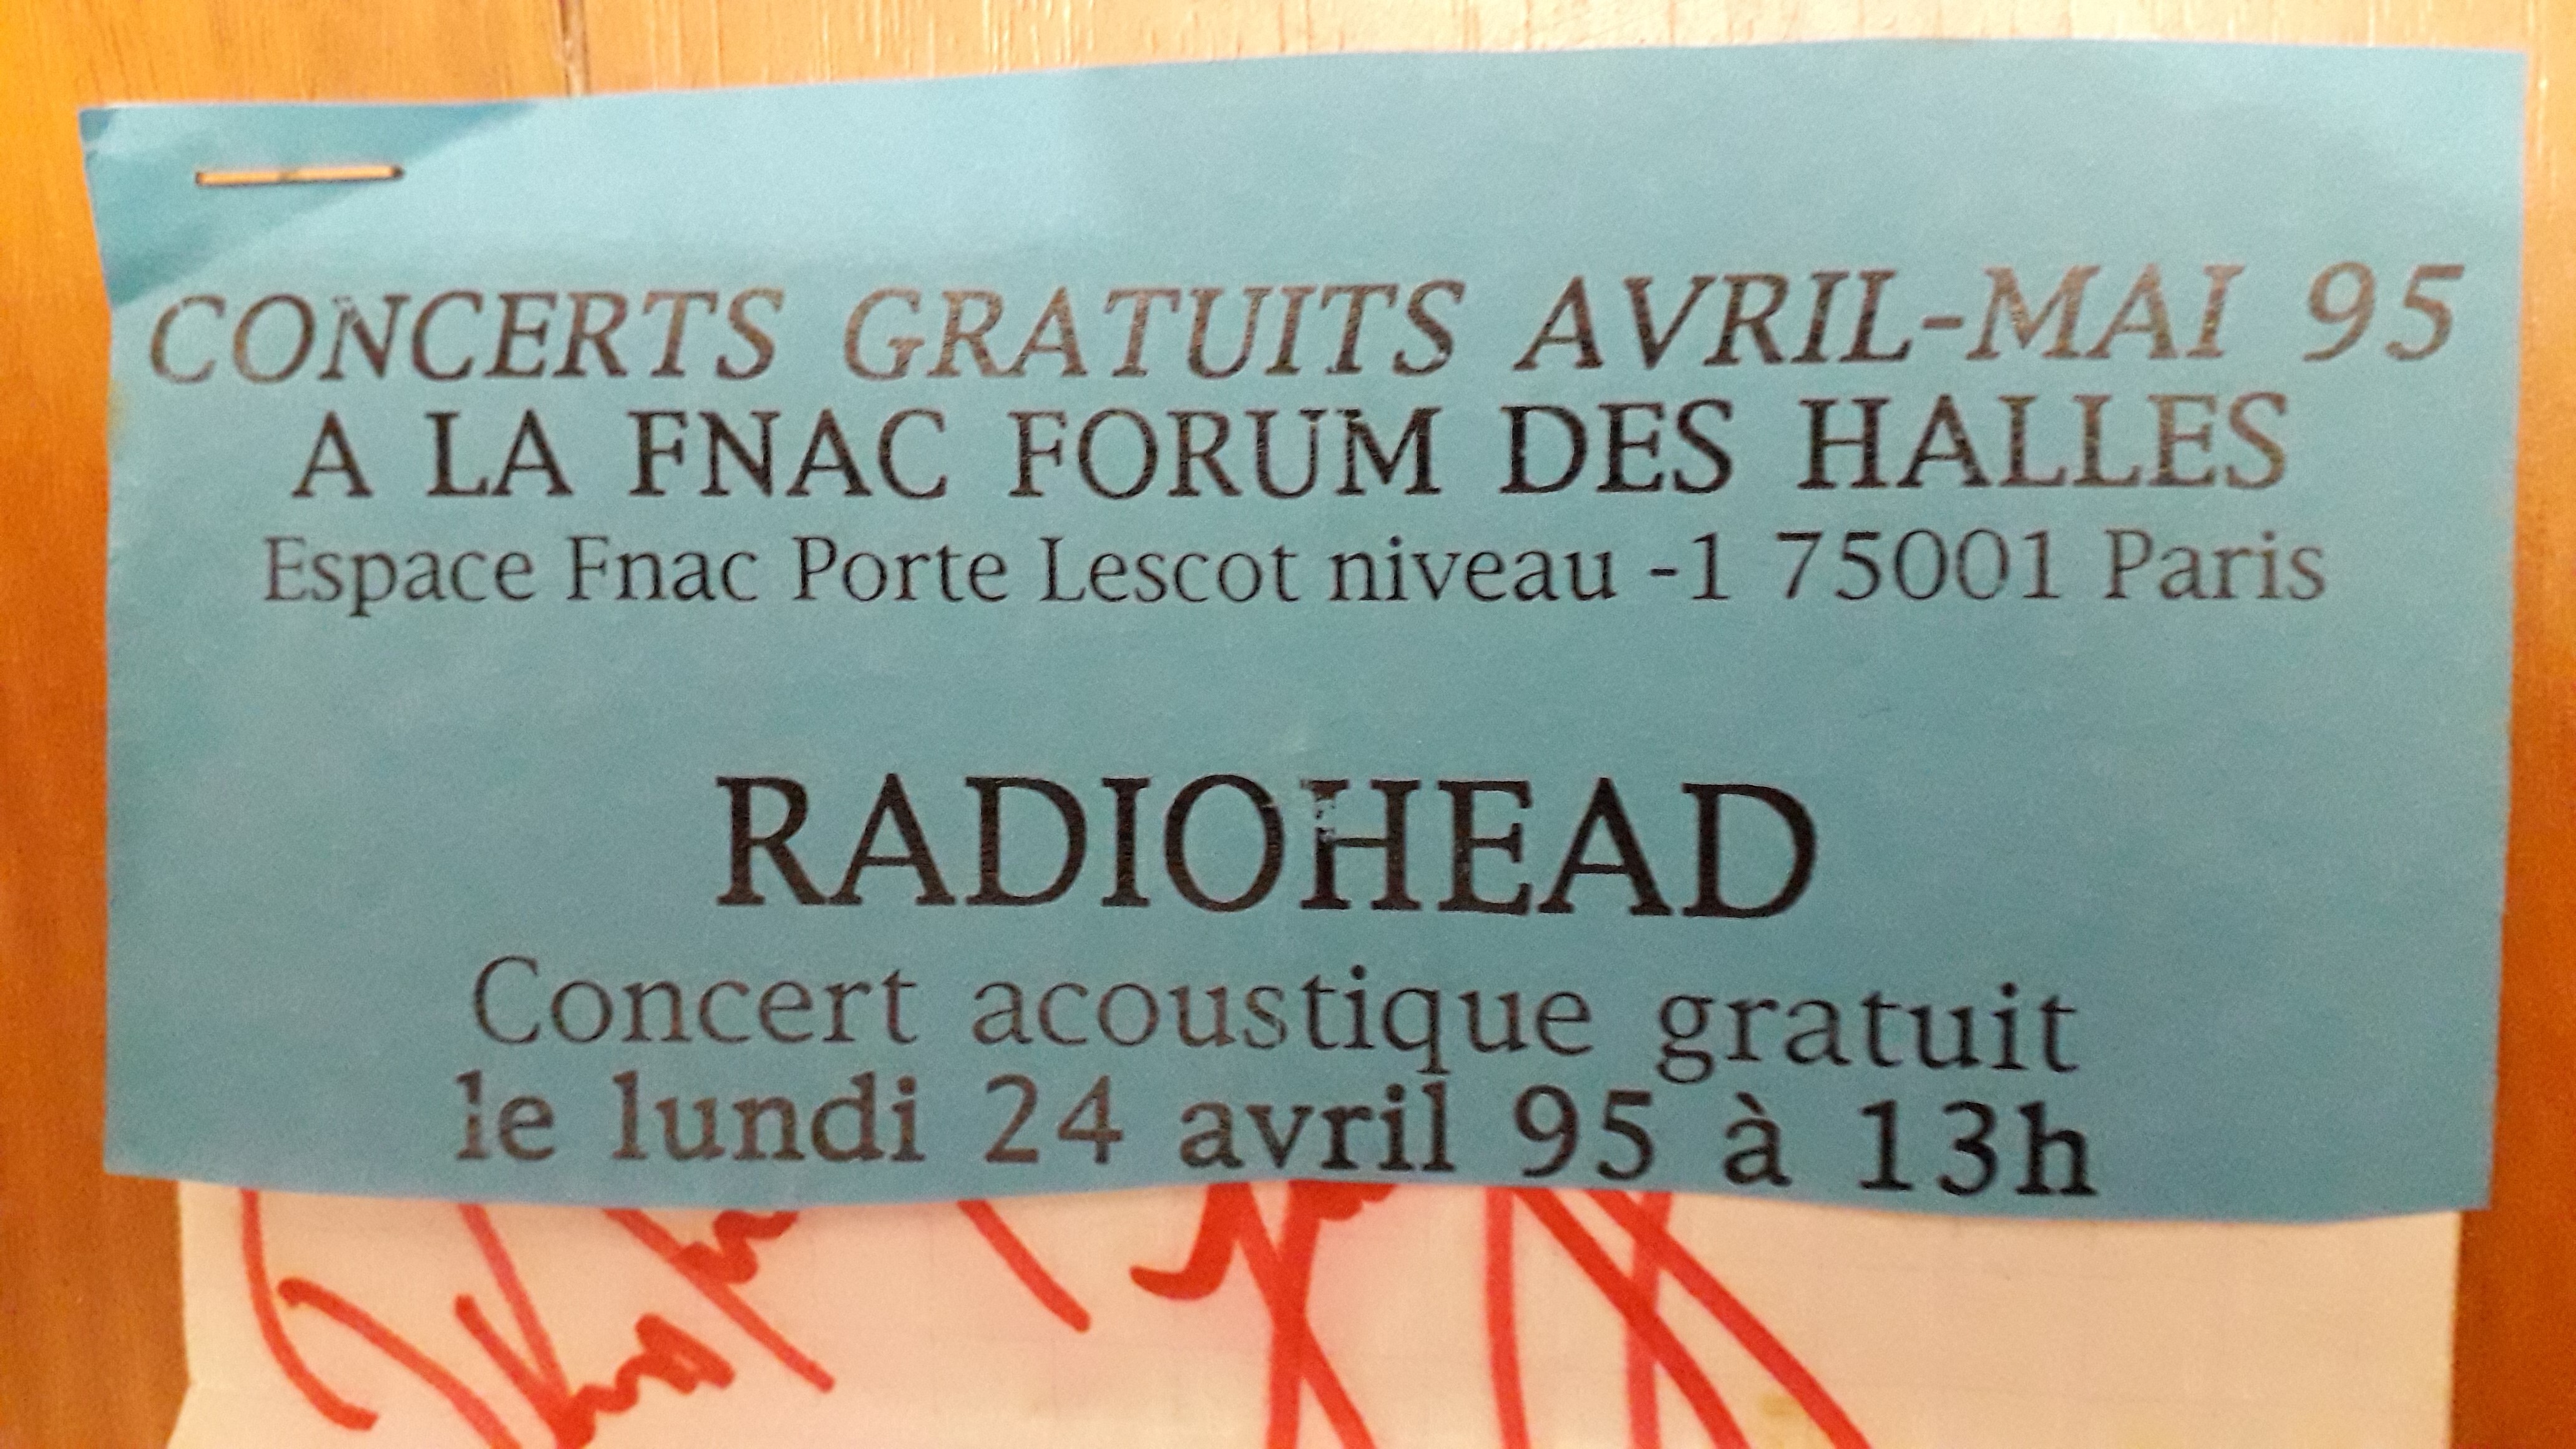 CONCERTS GRATUITS AVRIL-MAI 95
A LA FNAC FORUM DES HALLES
Espace Fnac Porte Lescot niveau -1 75001 Paris
RADIOHEAD
Concert acoustique gratuit
le lundi 24 avril 95 à 13h